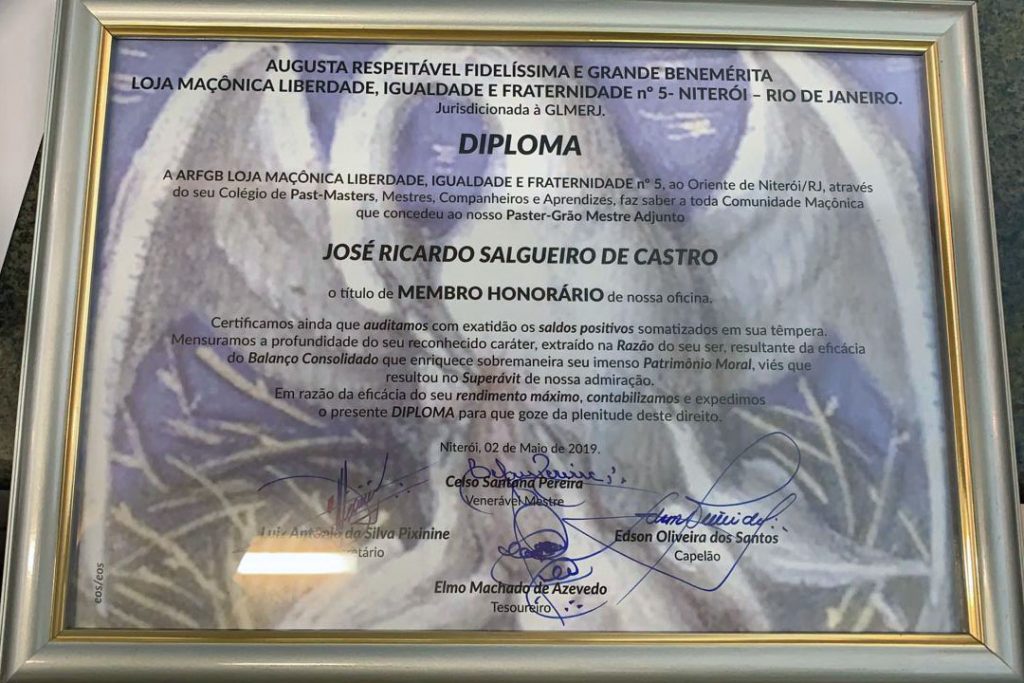 AUGUSTA RESPEITÁVEL FIDELÍSSIMA E GRANDE BENEMÉRITA
LOJA MAÇÔNICA LIBERDADE, IGUALDADE E FRATERNIDADE nº 5- NITERÓI – RIO DE JANEIRO.
Jurisdicionada à GLMERJ.
DIPLOMA
A ARFGB LOJA MAÇÔNICA LIBERDADE, IGUALDADE E FRATERNIDADE nº 5, ao Oriente de Niterói/RJ, através
do seu Colégio de Past-Masters, Mestres, Companheiros e Aprendizes, faz saber a toda Comunidade Maçônica
que concedeu ao nosso Paster-Grão Mestre Adjunto
JOSÉ RICARDO SALGUEIRO DE CASTRO
o título de MEMBRO HONORÁRIO de nossa oficina.
Certificamos ainda que auditamos com exatidão os saldos positivos somatizados em sua têmpera.
Mensuramos a profundidade do seu reconhecido caráter, extraído na Razão do seu ser, resultante da eficácia
do Balanço Consolidado que enriquece sobremaneira seu imenso Patrimônio Moral, viés que
resultou no Superávit de nossa admiração.
Em razão da eficácia do seu rendimento máximo, contabilizamos e expedimos
o presente DIPLOMA para que goze da plenitude deste direito.
Niterói, 02 de Maio de 2019.
Celso Santana Pereira
Venerável Mestre
Luiz Antonio da Silva Pixinine
Edson Oliveira dos Santos
Capelão
Elmo Machado de Azevedo
Tesoureiro
eos/eos